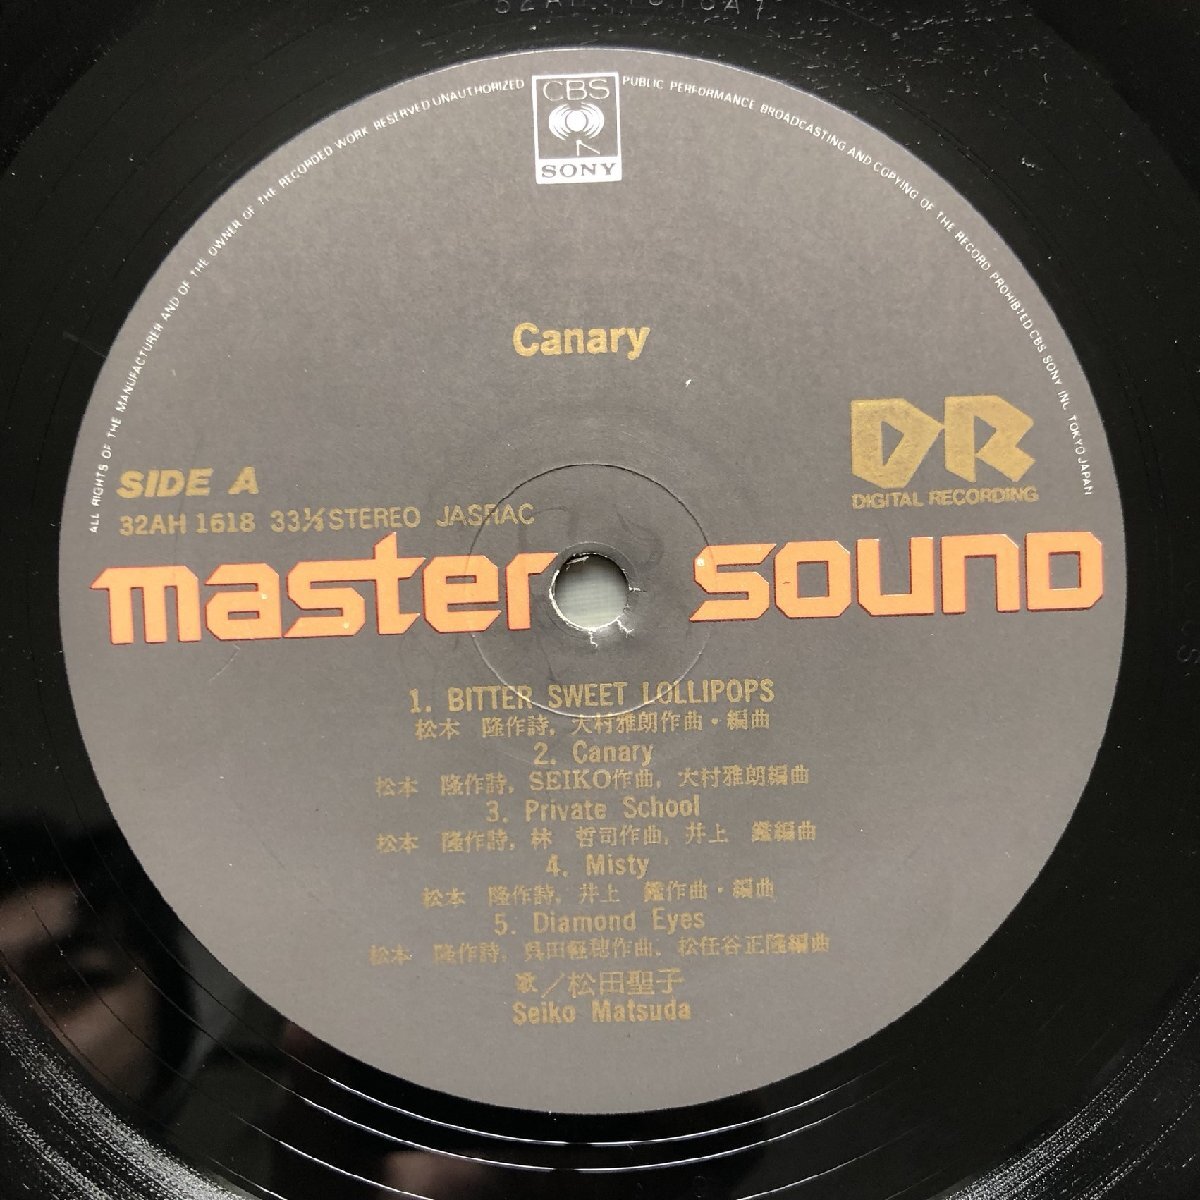 CBS
SONY
ALL RIGHTS OF THE MANUFACTURER AND OF THE OWNER OF THE RECORDED WORK RESERVED UNAUTHORIZED PUBLIC PERFORMANCE BROADCASTING AND COPYING OF THE RECORD PROHIBITED CBS SONY INC. TOKYO JAPAN
Canary
DR
DIGITAL RECORDING
SIDE A
32AH 1618 33⅓ STEREO JASRAC
master sound
1. BITTER SWEET LOLLIPOPS
松本 隆作詩, 大村雅朗作曲・編曲
2. Canary
松本 隆作詩, SEIKO作曲, 大村雅朗編曲
3. Private School
松本 隆作詩, 林 哲司作曲, 井上 鑑編曲
4. Misty
松本 隆作詩, 井上 鑑作曲・編曲
5. Diamond Eyes
松本 隆作詩, 呉田軽穂作曲, 松任谷正隆編曲
歌／松田聖子
Seiko Matsuda